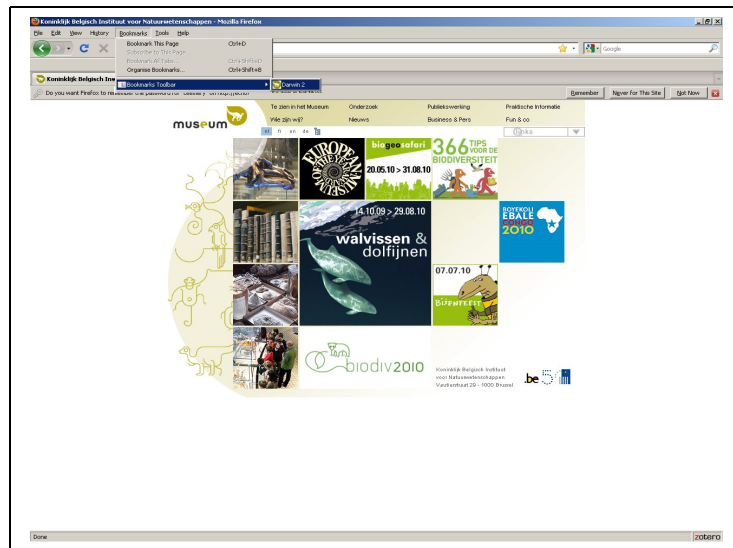 Koninklijk Belgisch Instituut voor Natuurwetenschappen - Mozilla Firefox
File Edit View History Bookmarks Tools Help
Bookmark This Page Ctrl+D
Subscribe to This Page...
Bookmark All Tabs... Ctrl+Shift+D
Organise Bookmarks... Ctrl+Shift+B
Bookmarks Toolbar
Darwin 2
Google
Koninklijk Belgisch Ins
Do you want Firefox to remember the password for
Remember Never for This Site Not Now
museum
Te zien in het Museum Onderzoek Publiekswerking Praktische Informatie
Wie zijn wij? Nieuws Business & Pers Fun & co
nl fr en de
EUROPEAN MUSEUM OF THE YEAR
biogeosafari
20.05.10 > 31.08.10
366 TIPS
VOOR DE
BIODIVERSITEIT
14.10.09 > 29.08.10
walvissen &
dolfijnen
BOYEKOLI
EBALE
CONGO
2010
07.07.10
BIJENFEEST
biodiv2010
Koninklijk Belgisch Instituut
voor Natuurwetenschappen
Vautierstraat 29 - 1000 Brussel
.be
Done
zotero